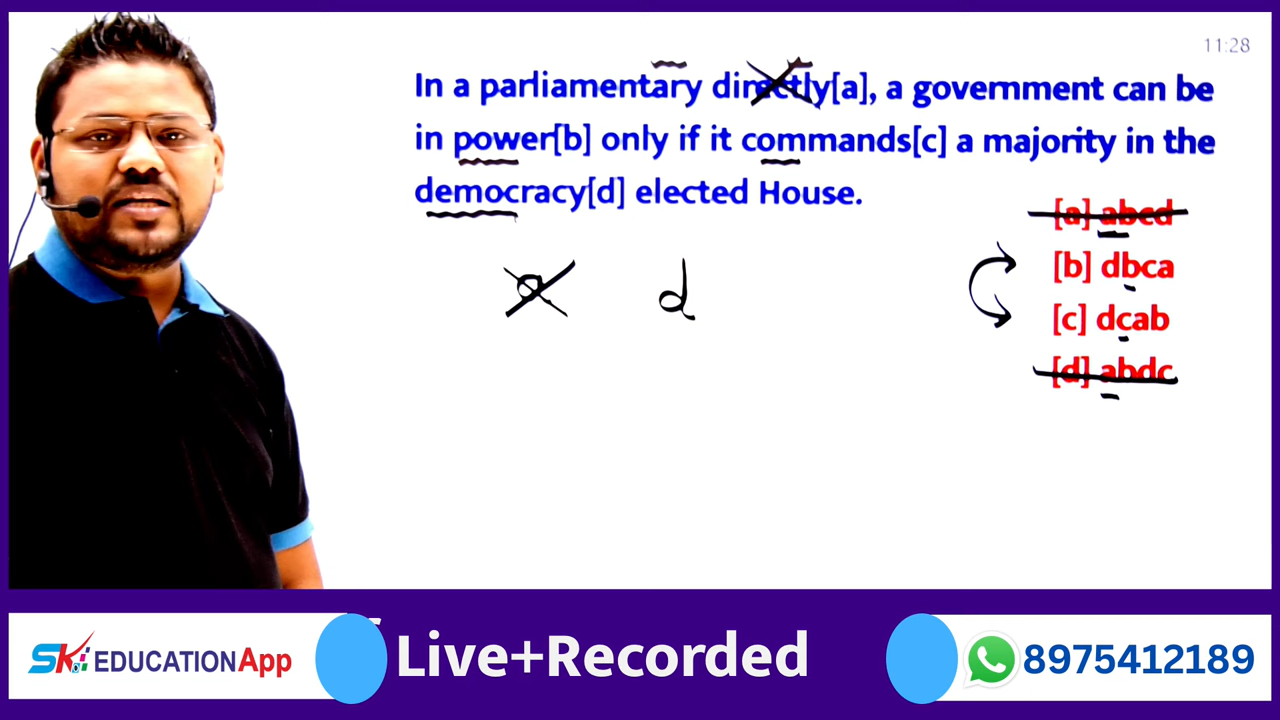 11:28
In a parliamentary directly[a], a government can be
in power[b] only if it commands[c] a majority in the
democracy[d] elected House.
[a] abcd
[b] dbca
[c] dcab
[d] abdc
a d
SK EDUCATIONApp
Live+Recorded
8975412189